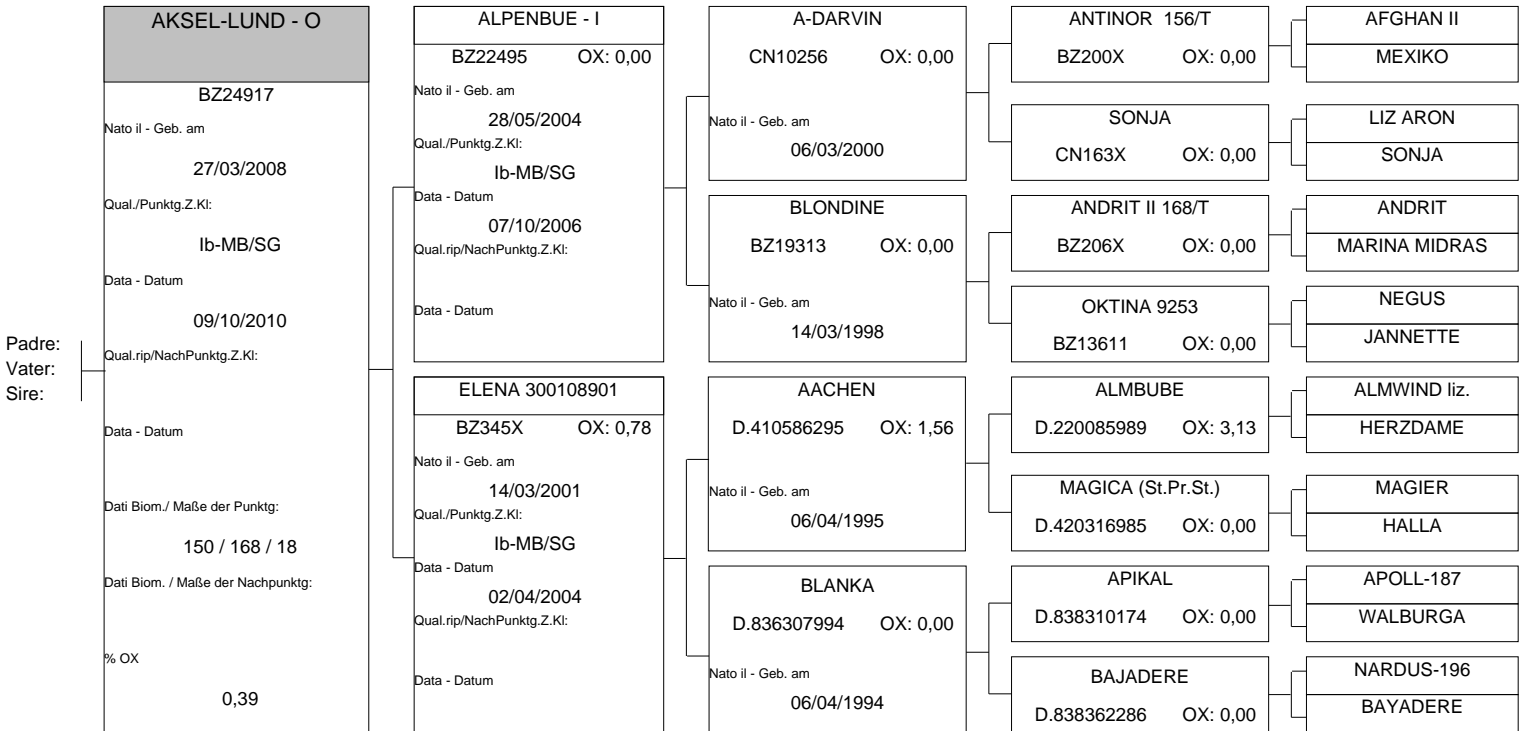 Padre:
Vater:
Sire:
AKSEL-LUND - O
BZ24917
Nato il - Geb. am
27/03/2008
Qual./Punktg.Z.Kl:
Ib-MB/SG
Data - Datum
09/10/2010
Qual.rip/NachPunktg.Z.Kl:
Data - Datum
Dati Biom./ Maße der Punktg:
150 / 168 / 18
Dati Biom. / Maße der Nachpunktg:
% OX
0,39
ALPENBUE - I
BZ22495 OX: 0,00
Nato il - Geb. am
28/05/2004
Qual./Punktg.Z.Kl:
Ib-MB/SG
Data - Datum
07/10/2006
Qual.rip/NachPunktg.Z.Kl:
Data - Datum
ELENA 300108901
BZ345X OX: 0,78
Nato il - Geb. am
14/03/2001
Qual./Punktg.Z.Kl:
Ib-MB/SG
Data - Datum
02/04/2004
Qual.rip/NachPunktg.Z.Kl:
Data - Datum
A-DARVIN
CN10256 OX: 0,00
Nato il - Geb. am
06/03/2000
BLONDINE
BZ19313 OX: 0,00
Nato il - Geb. am
14/03/1998
AACHEN
D.410586295 OX: 1,56
Nato il - Geb. am
06/04/1995
BLANKA
D.836307994 OX: 0,00
Nato il - Geb. am
06/04/1994
ANTINOR 156/T
BZ200X OX: 0,00
SONJA
CN163X OX: 0,00
ANDRIT II 168/T
BZ206X OX: 0,00
OKTINA 9253
BZ13611 OX: 0,00
ALMBUBE
D.220085989 OX: 3,13
MAGICA (St.Pr.St.)
D.420316985 OX: 0,00
APIKAL
D.838310174 OX: 0,00
BAJADERE
D.838362286 OX: 0,00
AFGHAN II
MEXIKO
LIZ ARON
SONJA
ANDRIT
MARINA MIDRAS
NEGUS
JANNETTE
ALMWIND liz.
HERZDAME
MAGIER
HALLA
APOLL-187
WALBURGA
NARDUS-196
BAYADERE